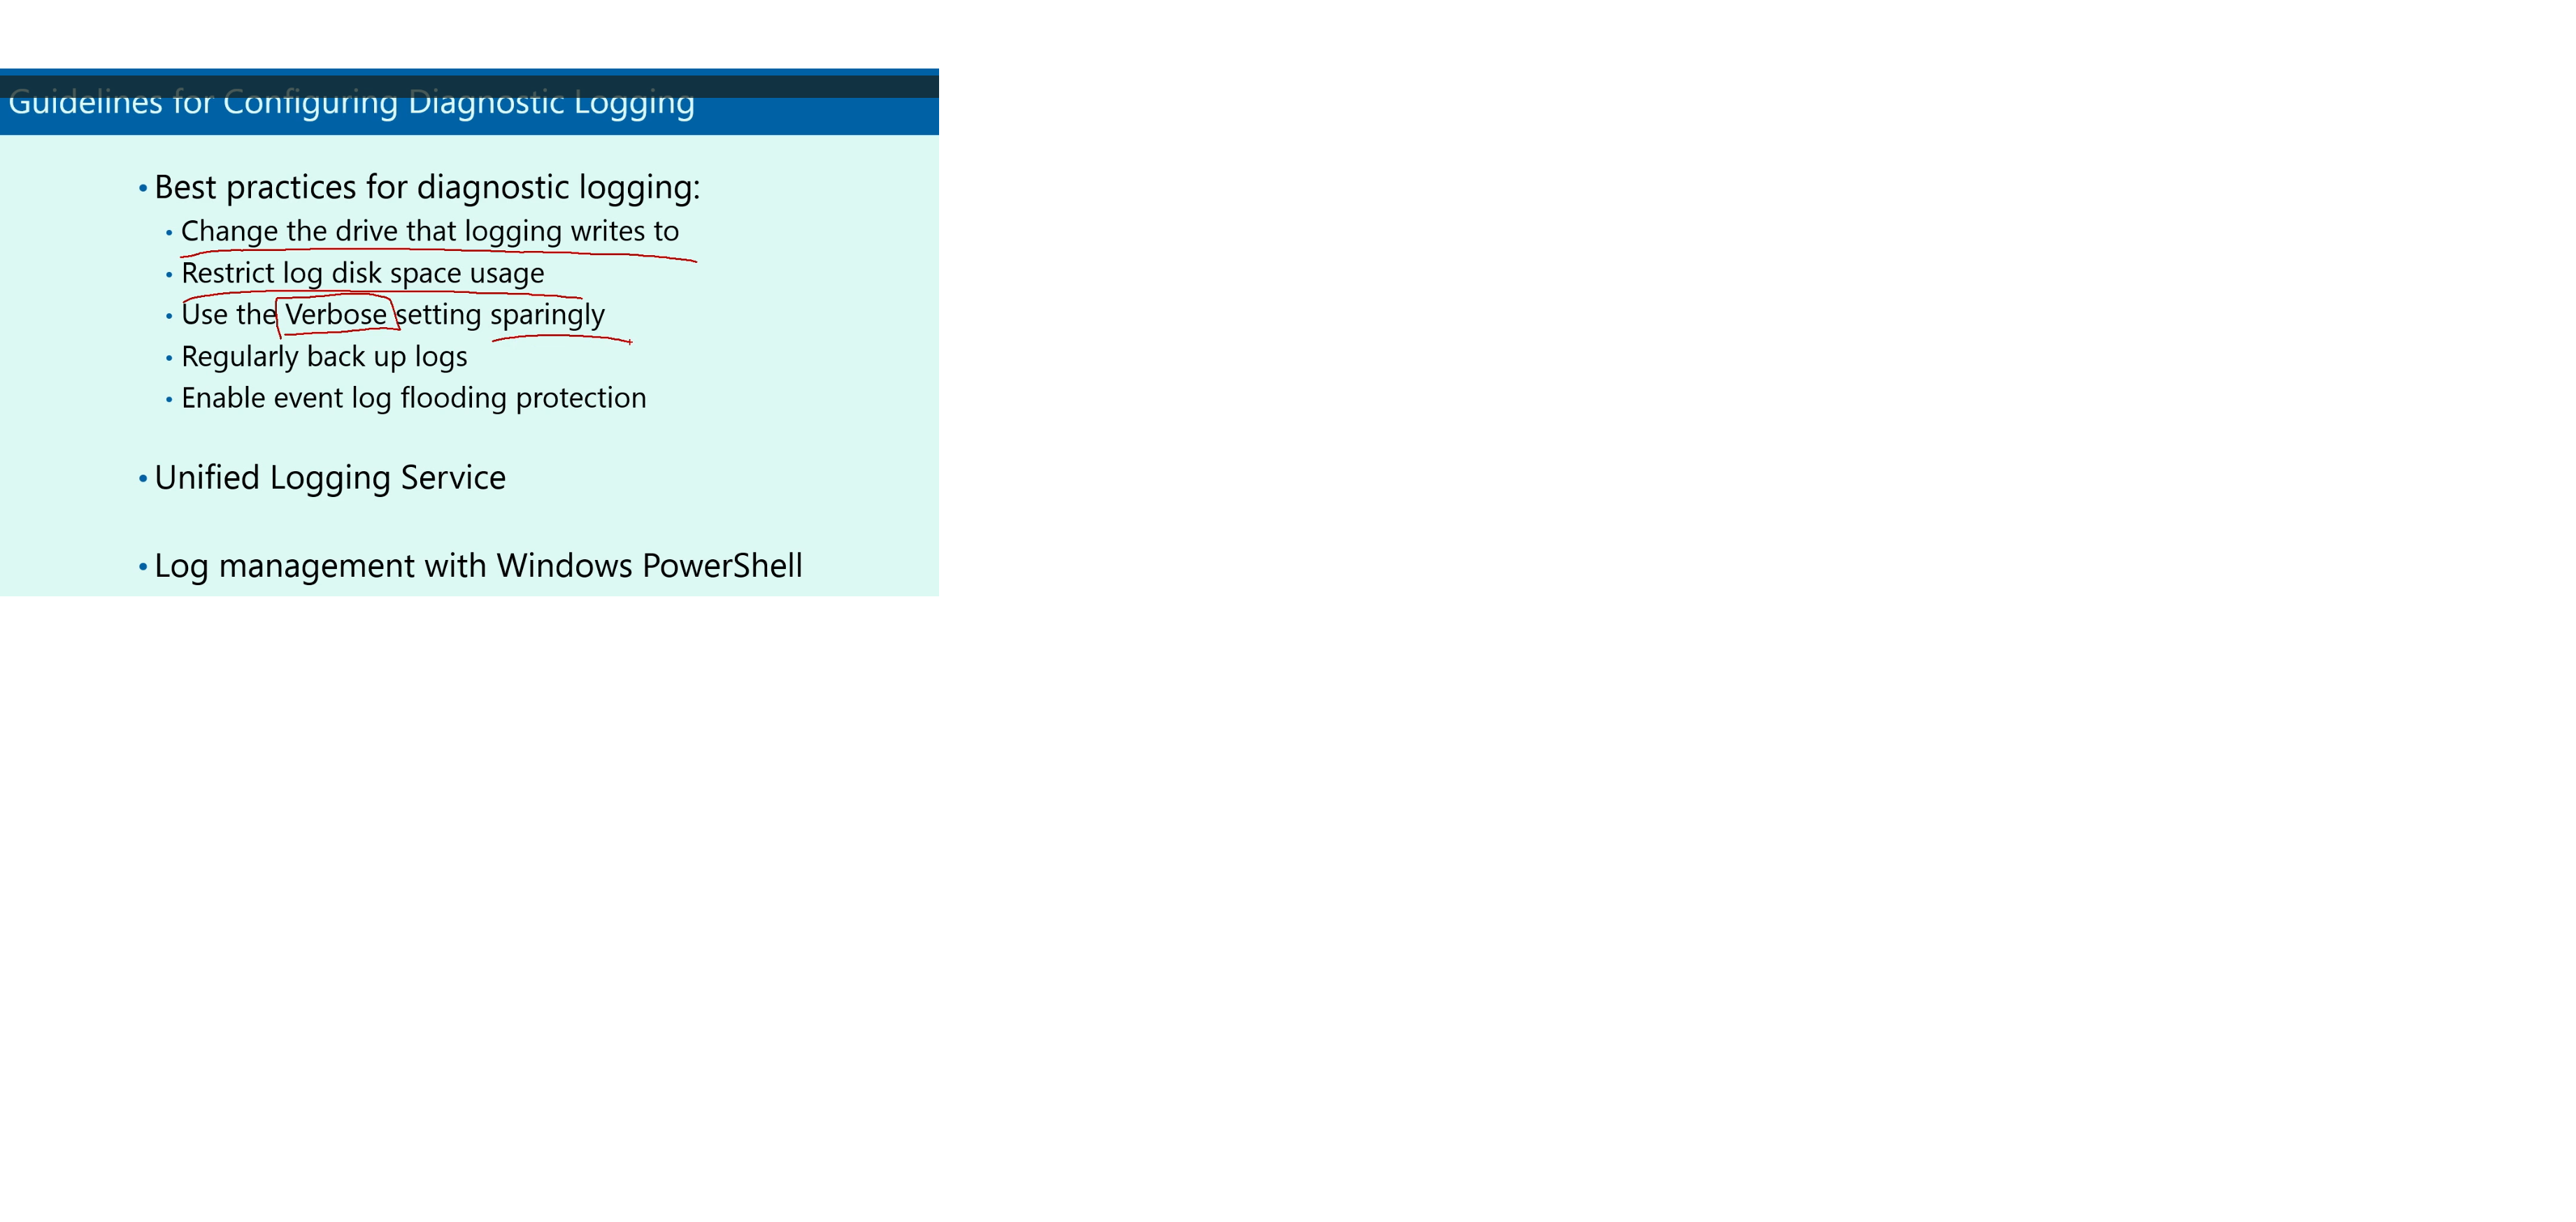 Guidelines for Configuring Diagnostic Logging
• Best practices for diagnostic logging:
• Change the drive that logging writes to
• Restrict log disk space usage
• Use the Verbose setting sparingly
• Regularly back up logs
• Enable event log flooding protection
• Unified Logging Service
• Log management with Windows PowerShell